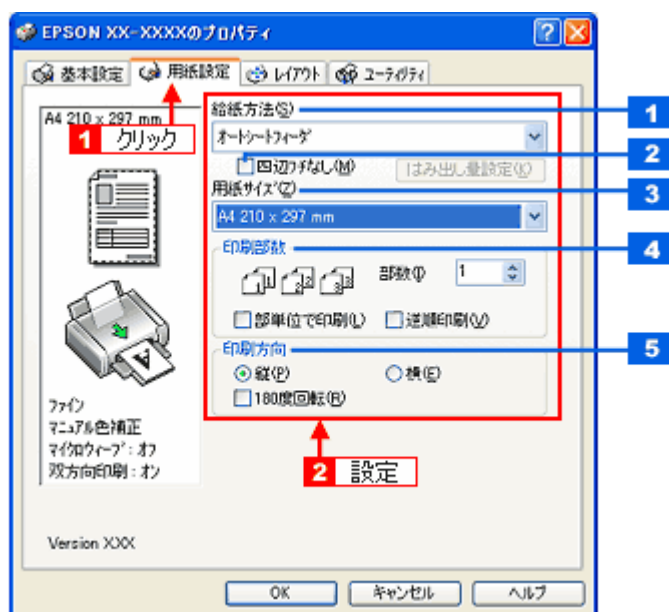 EPSON XX-XXXXのプロパティ
基本設定 用紙設定 レイアウト ユーティリティ
A4 210 x 297 mm
1 クリック
給紙方法(S)
1
オートシートフィーダ
2
四辺フチなし(M) はみ出し量設定(K)
用紙サイズ(Z)
3
A4 210 x 297 mm
印刷部数
4
部数(I) 1
部単位で印刷(L) 逆順印刷(V)
印刷方向
5
縦(P) 横(E)
180度回転(R)
ファイン
マニュアル色補正
マイクロウィーブ:オフ
双方向印刷:オン
2 設定
Version XXX
OK キャンセル ヘルプ